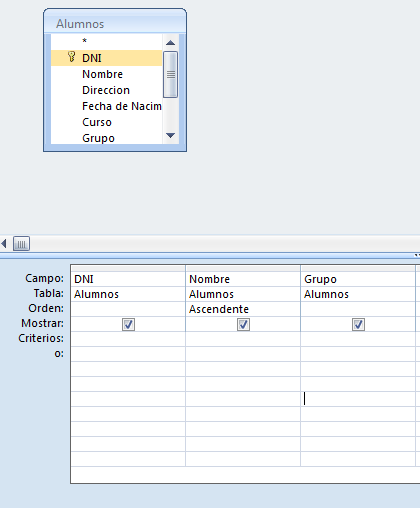 Alumnos
*
DNI
Nombre
Direccion
Fecha de Nacim
Curso
Grupo
Campo: DNI Nombre Grupo
Tabla: Alumnos Alumnos Alumnos
Orden: Ascendente
Mostrar:
Criterios:
o: